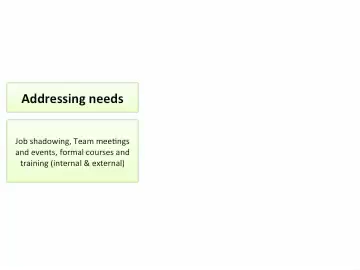 Addressing needs
Job shadowing, Team meetings
and events, formal courses and
training (internal & external)